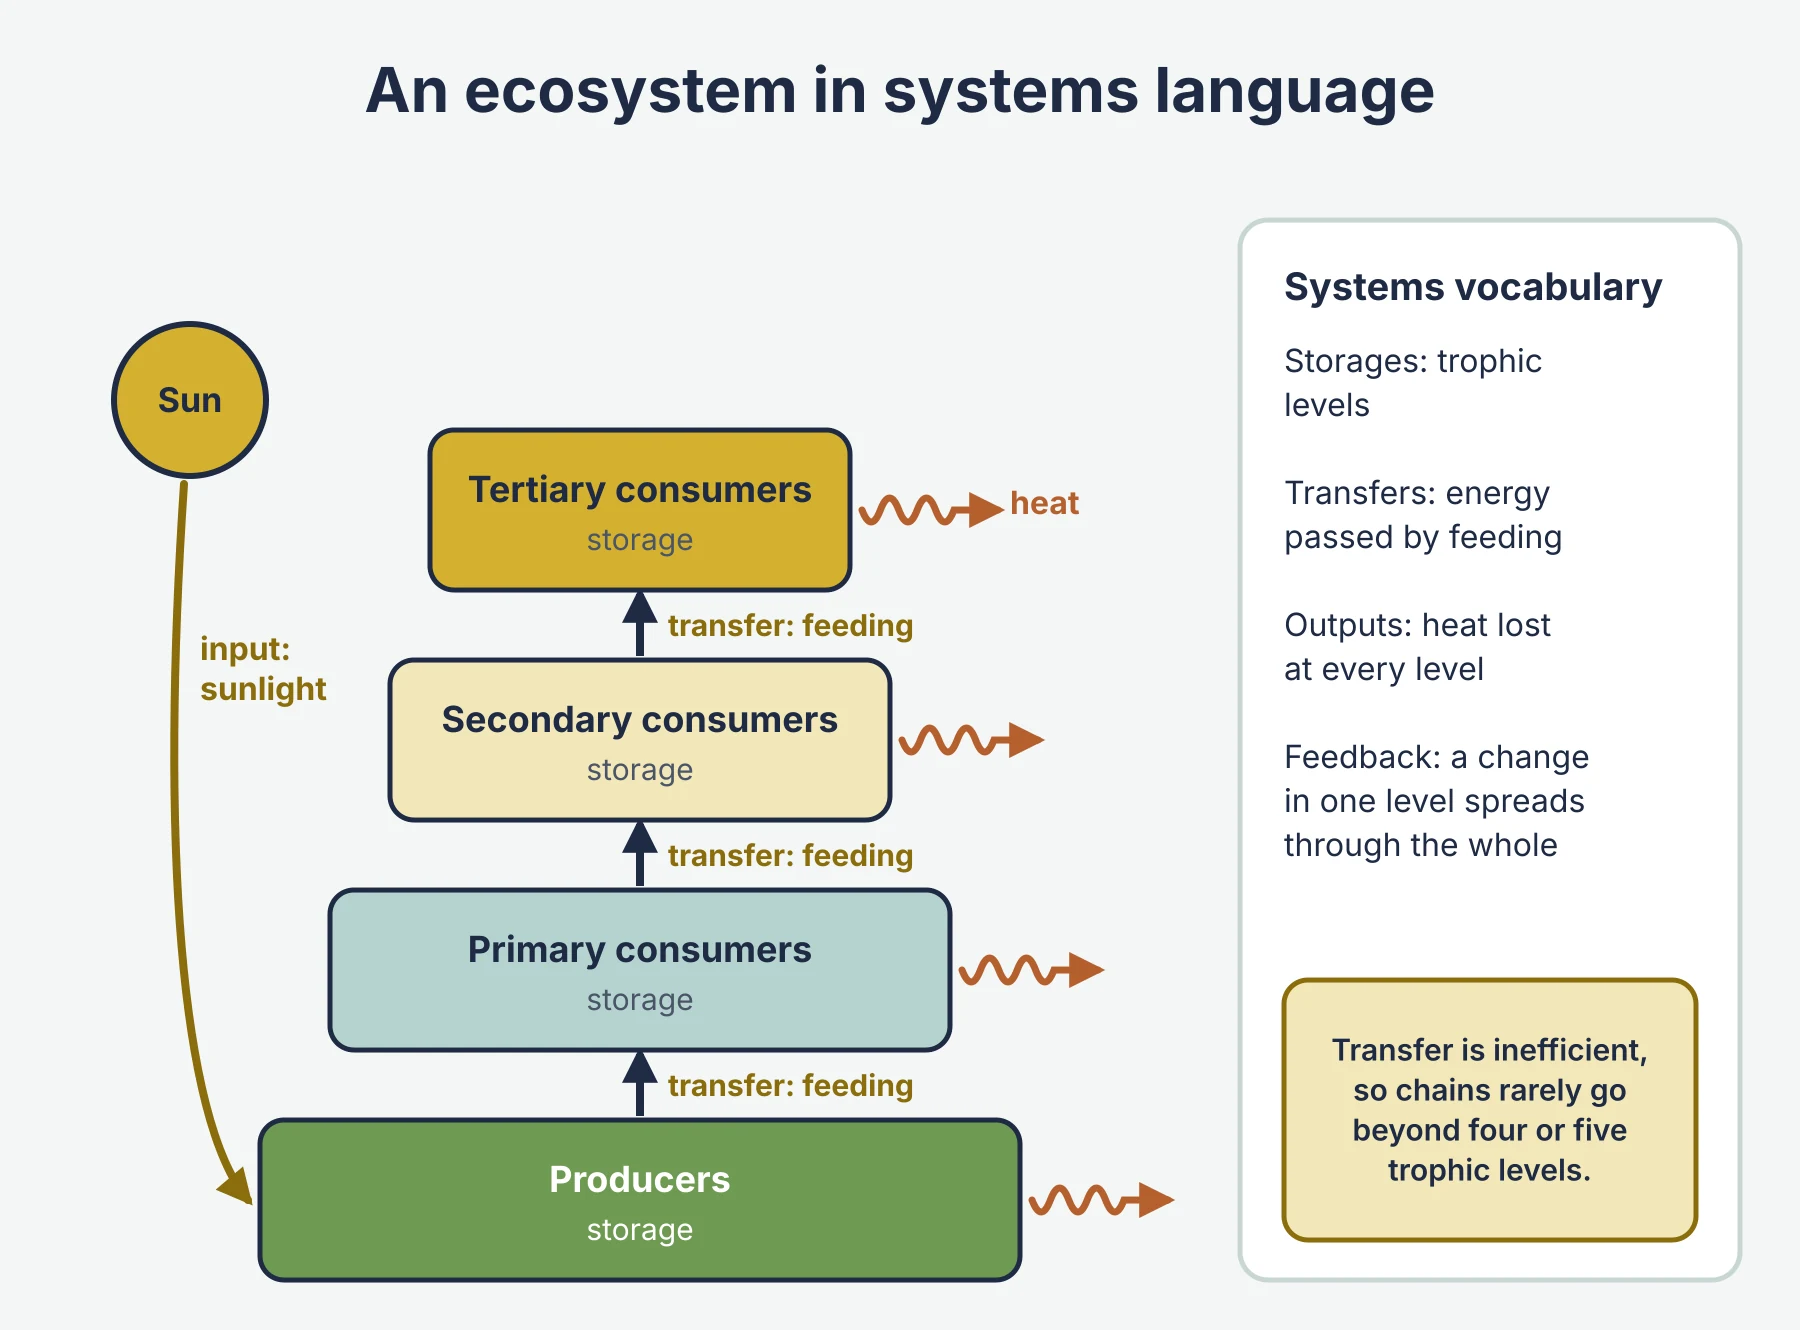 An ecosystem in systems language
Sun
input:
sunlight
Tertiary consumers
storage
heat
transfer: feeding
Secondary consumers
storage
transfer: feeding
Primary consumers
storage
transfer: feeding
Producers
storage
Systems vocabulary
Storages: trophic
levels
Transfers: energy
passed by feeding
Outputs: heat lost
at every level
Feedback: a change
in one level spreads
through the whole
Transfer is inefficient,
so chains rarely go
beyond four or five
trophic levels.